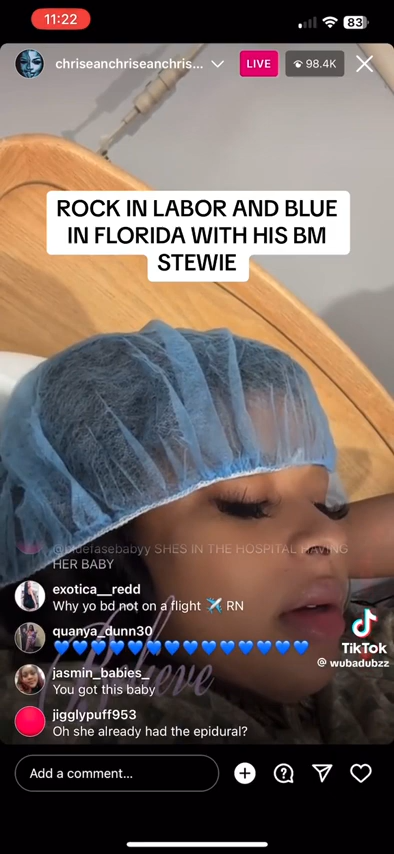 11:22
83
chriseanchriseanchris...
LIVE
98.4K
ROCK IN LABOR AND BLUE
IN FLORIDA WITH HIS BM
STEWIE
SHES IN THE HOSPITAL HAVING
HER BABY
exotica__redd
Why yo bd not on a flight ✈️ RN
quanya_dunn30
💙💙💙💙💙💙💙💙💙💙💙💙💙💙
jasmin_babies_
You got this baby
jigglypuff953
Oh she already had the epidural?
Believe
TikTok
@ wubadubzz
Add a comment...